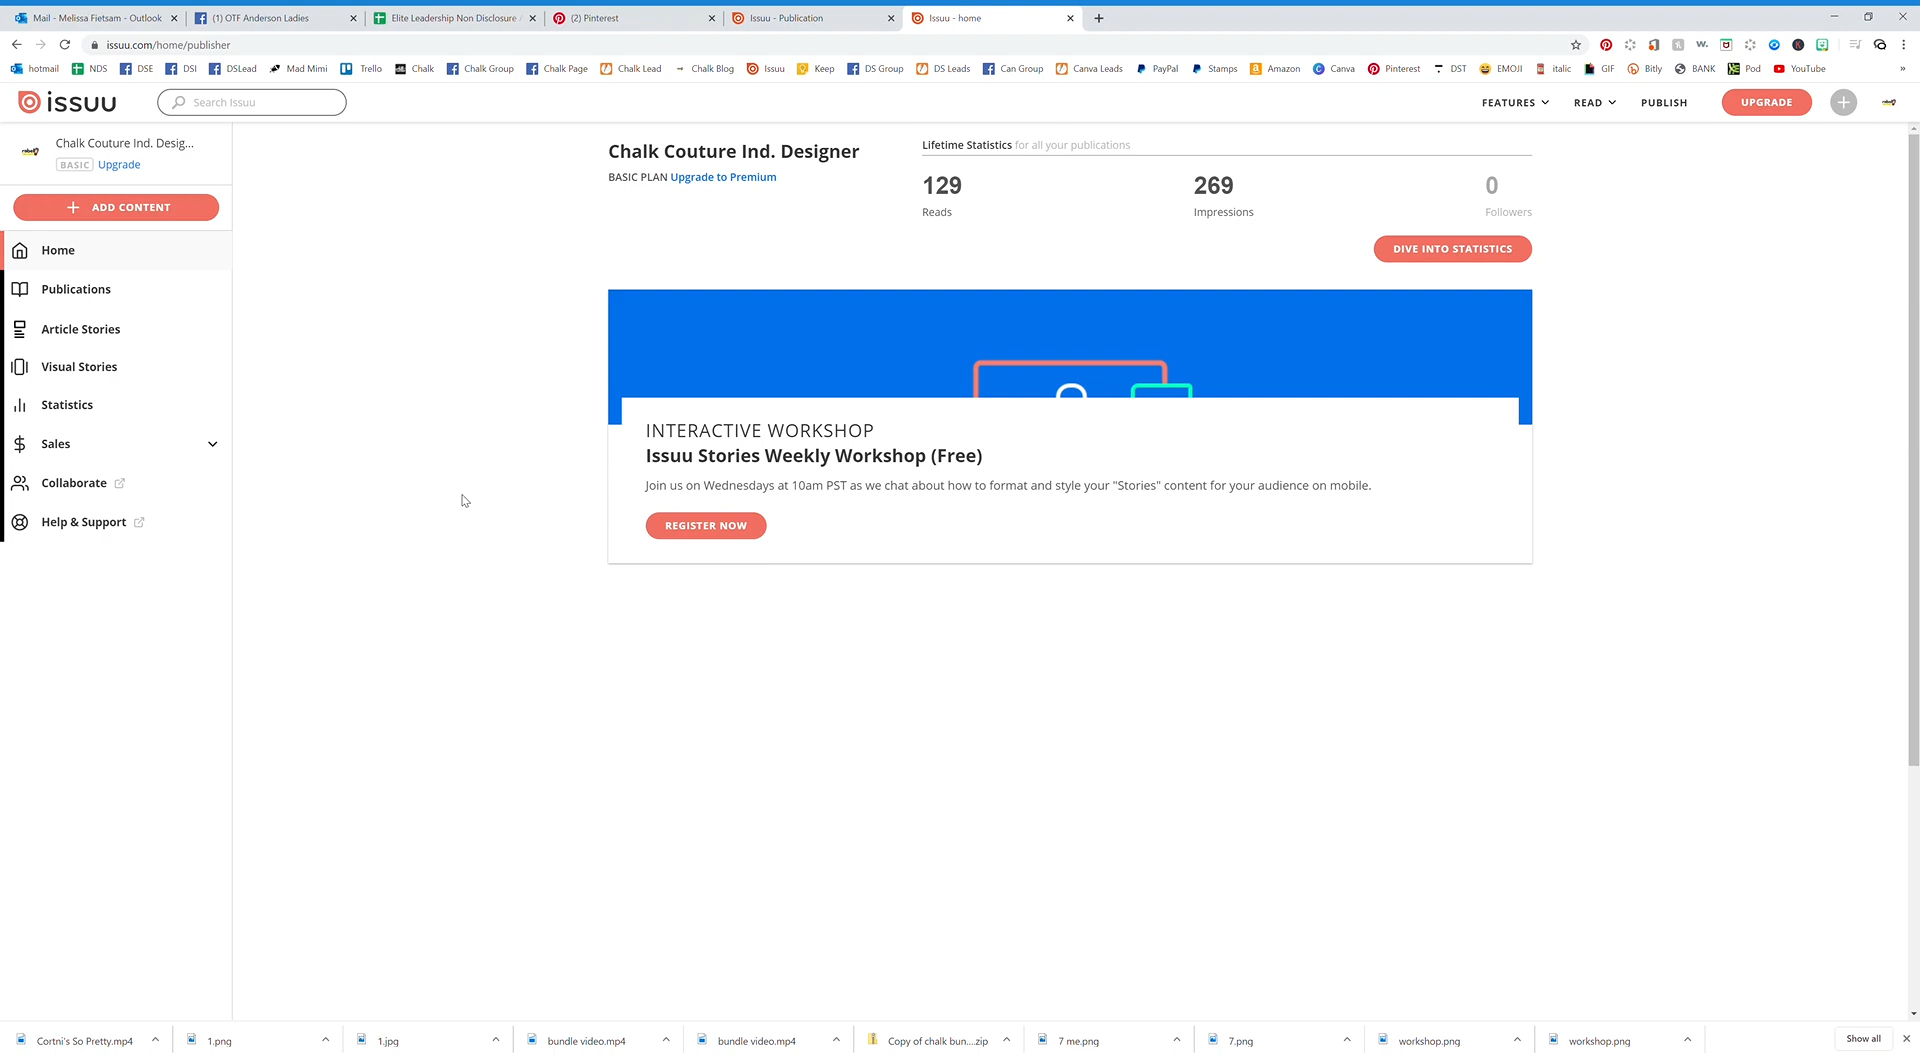 Mail - Melissa Fietsam - Outlook
(1) OTF Anderson Ladies
Elite Leadership Non Disclosure
(2) Pinterest
Issuu - Publication
Issuu - home
issuu.com/home/publisher
hotmail NDS DSE DSI DSLead Mad Mimi Trello Chalk Chalk Group Chalk Page Chalk Lead Chalk Blog Issuu Keep DS Group DS Leads Can Group Canva Leads PayPal Stamps Amazon Canva Pinterest DST EMOJI italic GIF Bitly BANK Pod YouTube
issuu
Search Issuu
FEATURES READ PUBLISH UPGRADE
Chalk Couture Ind. Desig...
BASIC Upgrade
ADD CONTENT
Home
Publications
Article Stories
Visual Stories
Statistics
Sales
Collaborate
Help & Support
Chalk Couture Ind. Designer
BASIC PLAN Upgrade to Premium
Lifetime Statistics for all your publications
129 269 0
Reads Impressions Followers
DIVE INTO STATISTICS
INTERACTIVE WORKSHOP
Issuu Stories Weekly Workshop (Free)
Join us on Wednesdays at 10am PST as we chat about how to format and style your "Stories" content for your audience on mobile.
REGISTER NOW
Cortni's So Pretty.mp4 1.png 1.jpg bundle video.mp4 bundle video.mp4 Copy of chalk bun....zip 7 me.png 7.png workshop.png workshop.png Show all